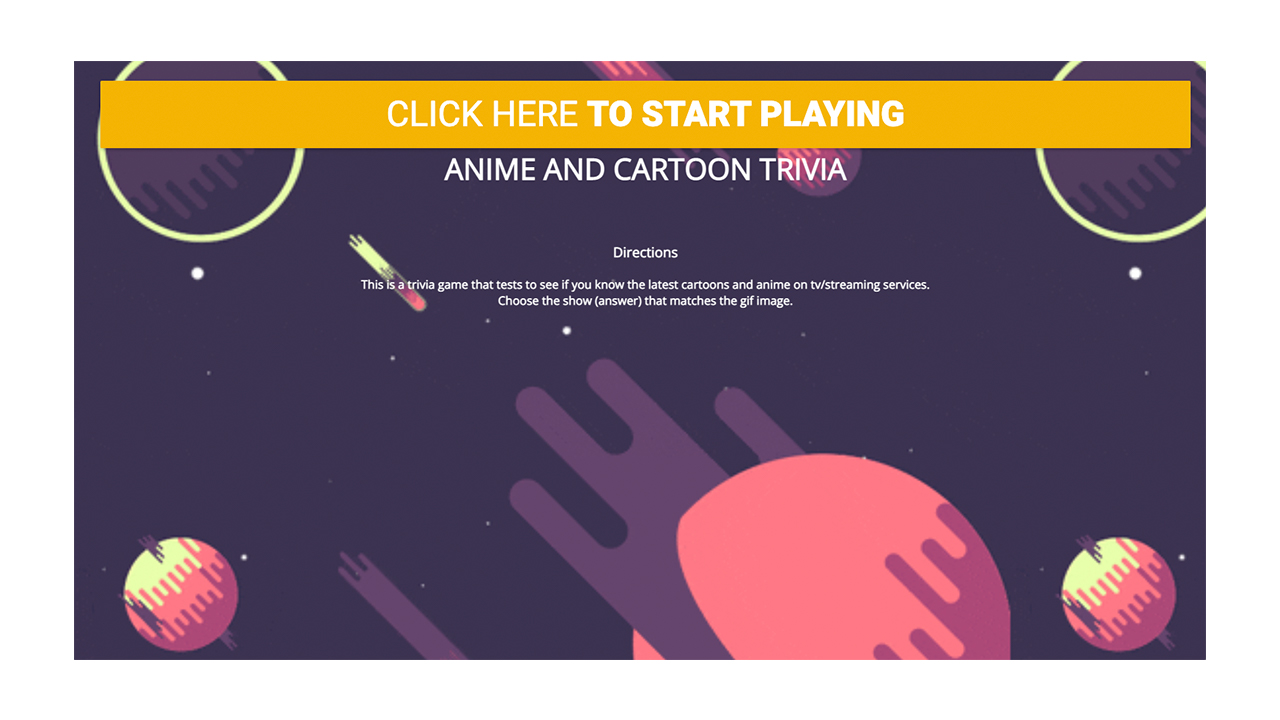 CLICK HERE TO START PLAYING
ANIME AND CARTOON TRIVIA
Directions
This is a trivia game that tests to see if you know the latest cartoons and anime on tv/streaming services.
Choose the show (answer) that matches the gif image.